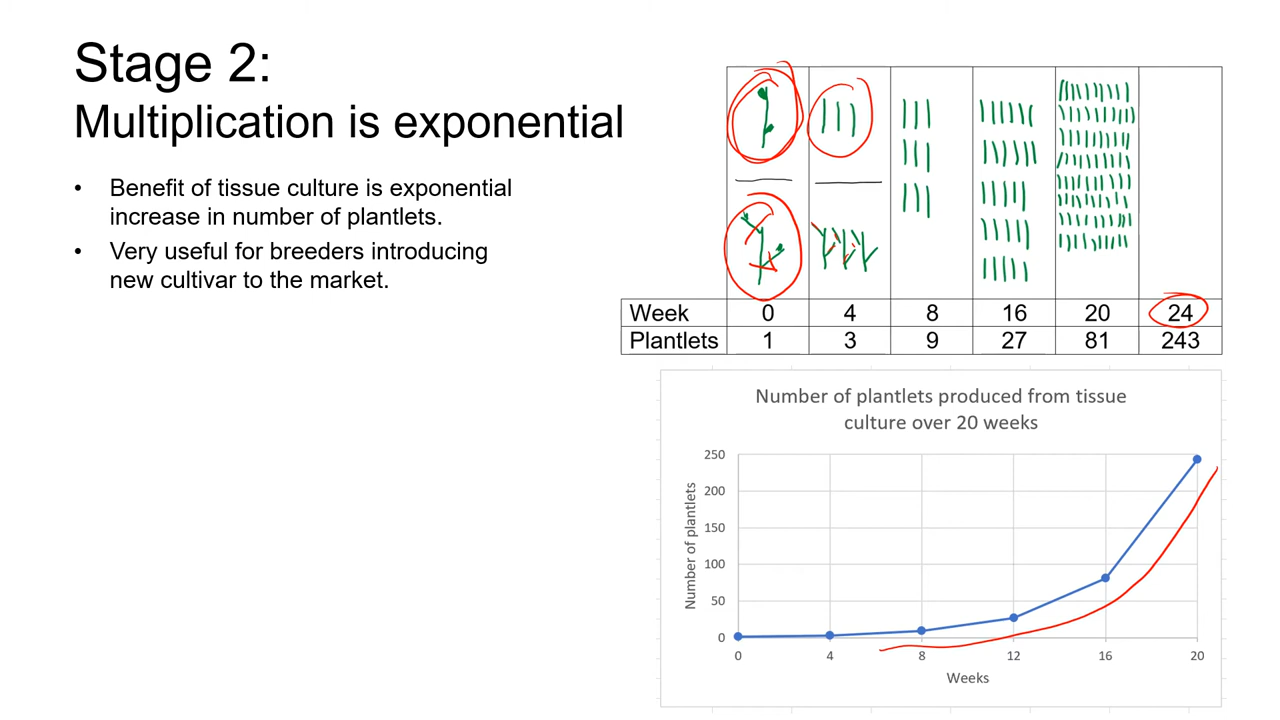 Stage 2:
Multiplication is exponential
• Benefit of tissue culture is exponential
increase in number of plantlets.
• Very useful for breeders introducing
new cultivar to the market.
Week 0 4 8 16 20 24
Plantlets 1 3 9 27 81 243
Number of plantlets produced from tissue
culture over 20 weeks
Number of plantlets
250
200
150
100
50
0
0 4 8 12 16 20
Weeks